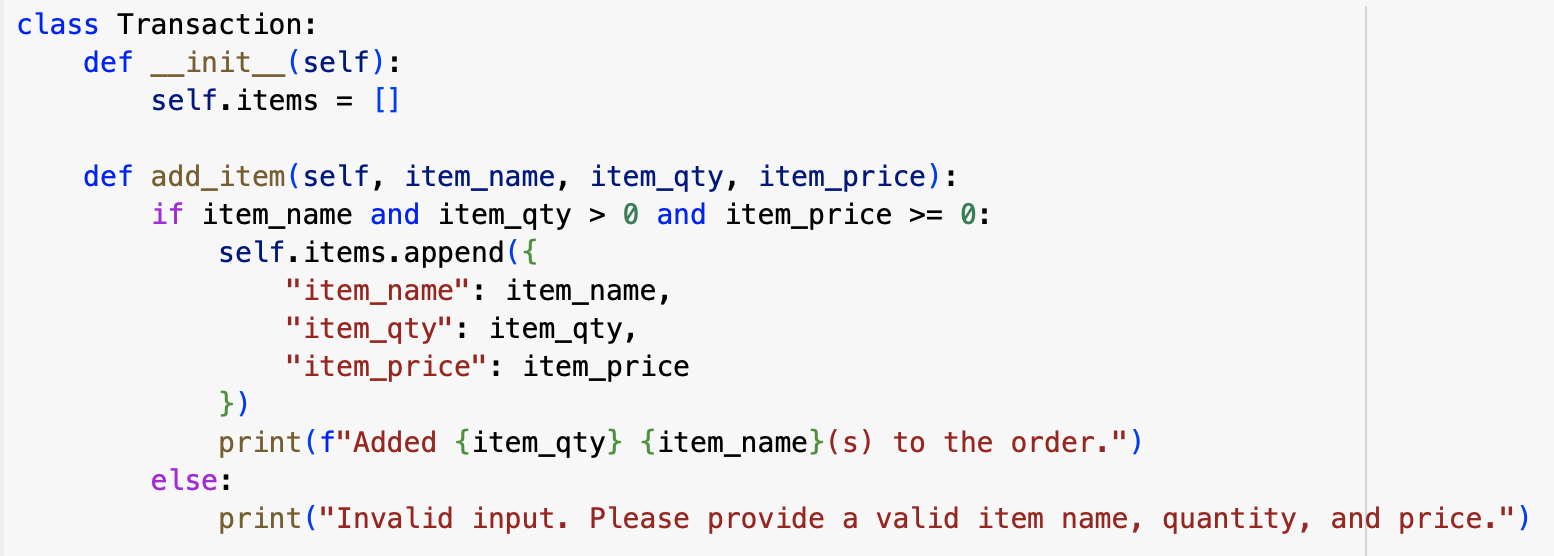 class Transaction:
    def __init__(self):
        self.items = []

    def add_item(self, item_name, item_qty, item_price):
        if item_name and item_qty > 0 and item_price >= 0:
            self.items.append({
                "item_name": item_name,
                "item_qty": item_qty,
                "item_price": item_price
            })
            print(f"Added {item_qty} {item_name}(s) to the order.")
        else:
            print("Invalid input. Please provide a valid item name, quantity, and price.")